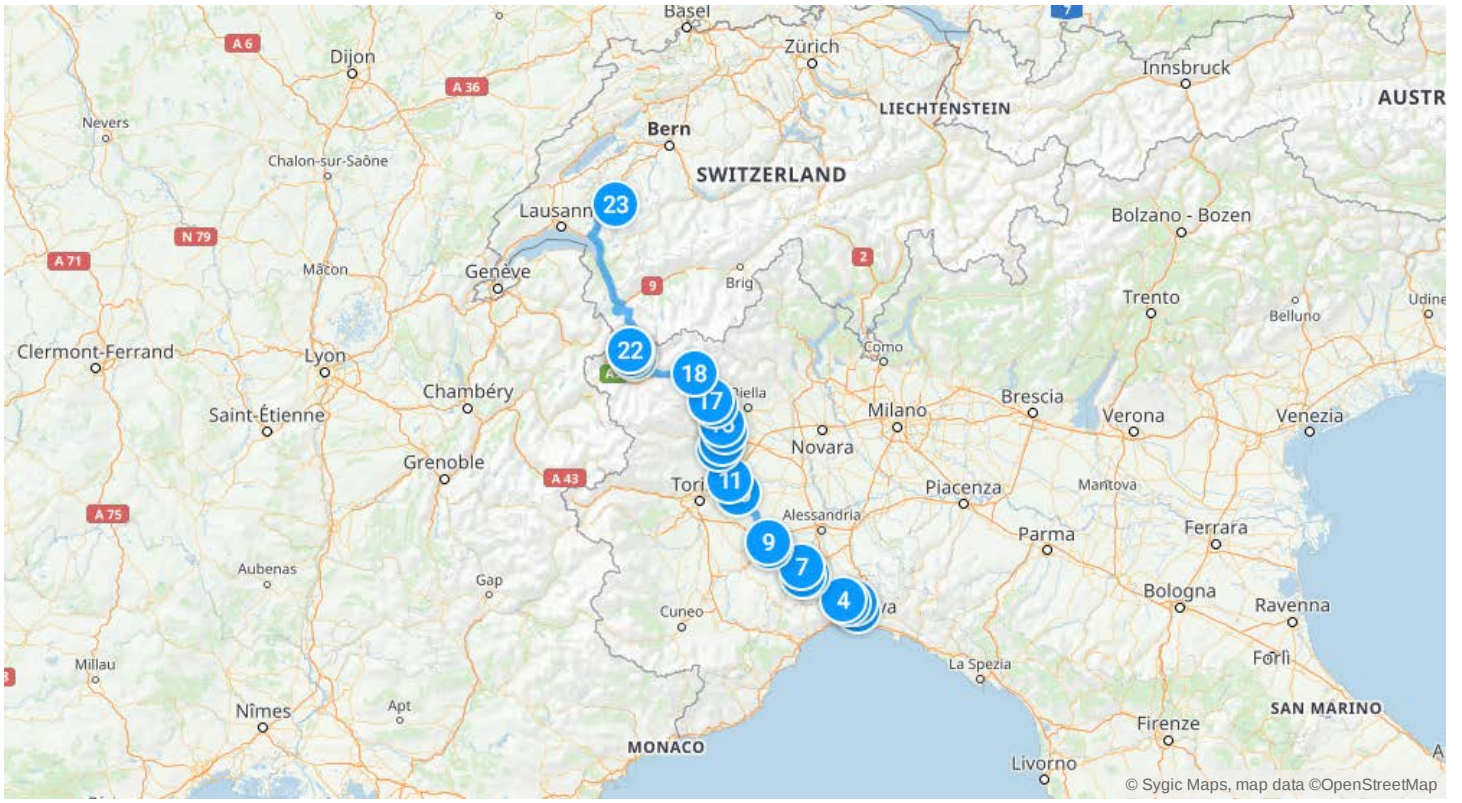 Basel
7
A 6
Dijon
Zürich
A 36
Innsbruck
LIECHTENSTEIN
AUSTR
Nevers
Bern
Chalon-sur-Saône
SWITZERLAND
23
Lausann
Bolzano - Bozen
N 79
A 71
Mâcon
Genève
9
2
Brig
Trento
Belluno
Udine
Clermont-Ferrand
Lyon
22
Como
18
Chambéry
Brescia
17
Saint-Étienne
Milano
Verona
Venezia
Novara
Grenoble
A 43
Tori
11
Piacenza
Mantova
A 75
Alessandria
Ferrara
Parma
9
Aubenas
7
Gap
Bologna
4
va
Ravenna
Cuneo
Millau
La Spezia
Forlì
Nîmes
Apt
SAN MARINO
Firenze
MONACO
Livorno
© Sygic Maps, map data ©OpenStreetMap